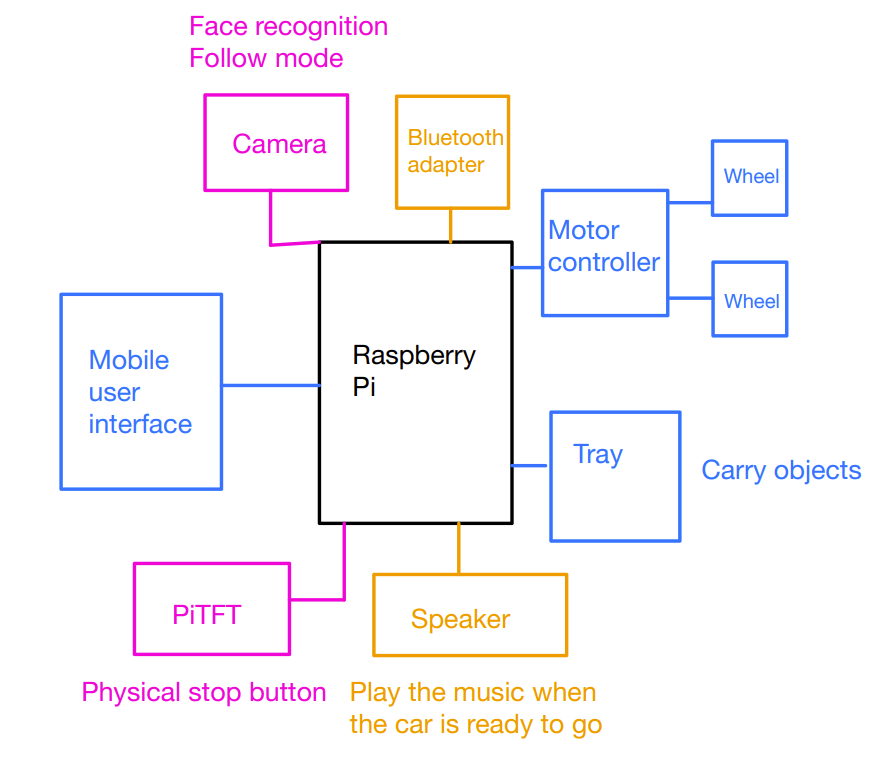 Face recognition
Follow mode
Camera
Bluetooth
adapter
Wheel
Motor
controller
Wheel
Mobile
user
interface
Raspberry
Pi
Tray
Carry objects
PiTFT
Speaker
Physical stop button
Play the music when
the car is ready to go